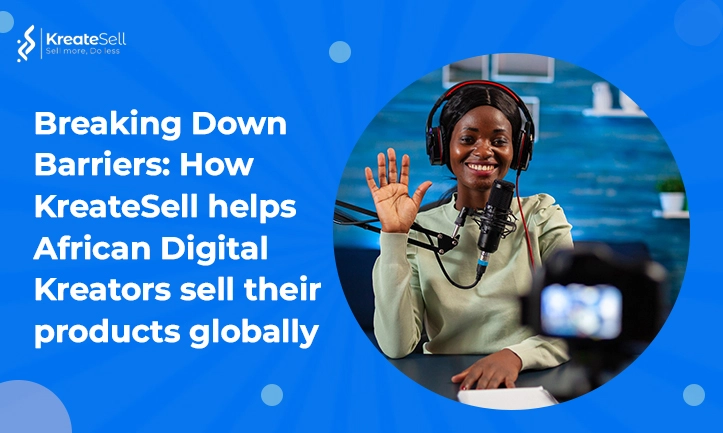 KreateSell
Sell more, Do less
Breaking Down
Barriers: How
KreateSell helps
African Digital
Kreators sell their
products globally